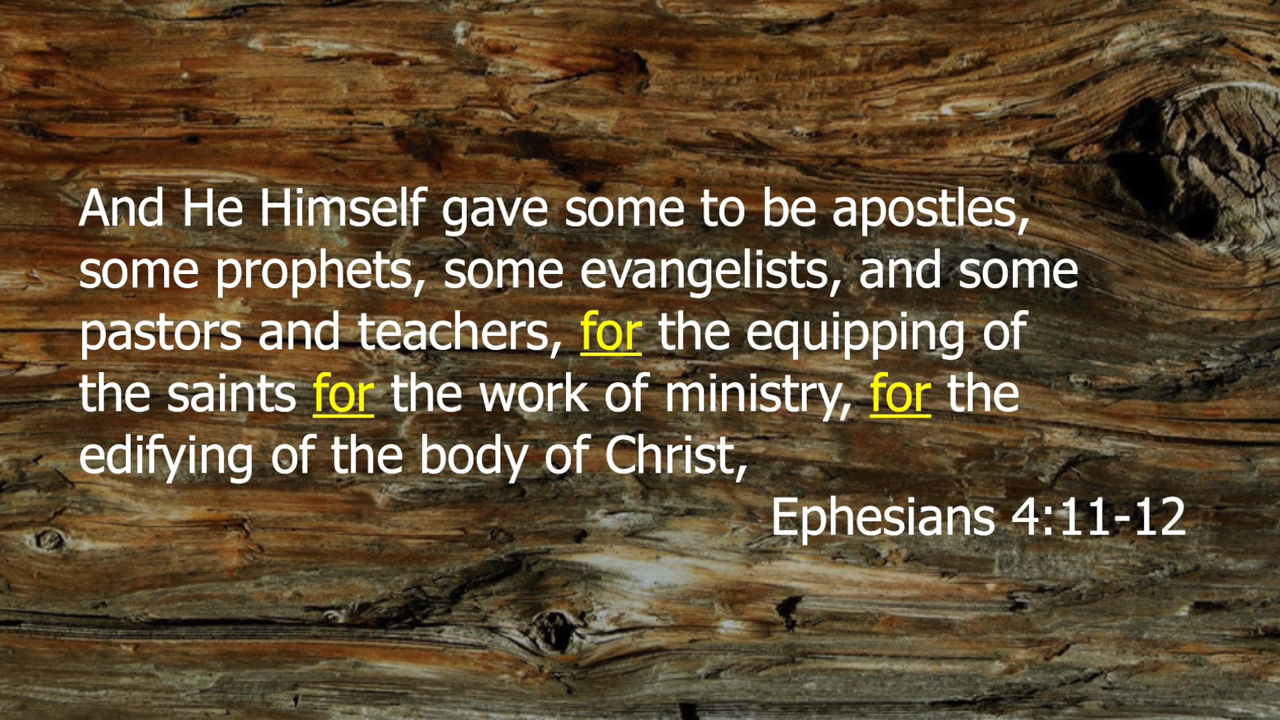 And He Himself gave some to be apostles,
some prophets, some evangelists, and some
pastors and teachers, for the equipping of
the saints for the work of ministry, for the
edifying of the body of Christ,
Ephesians 4:11-12